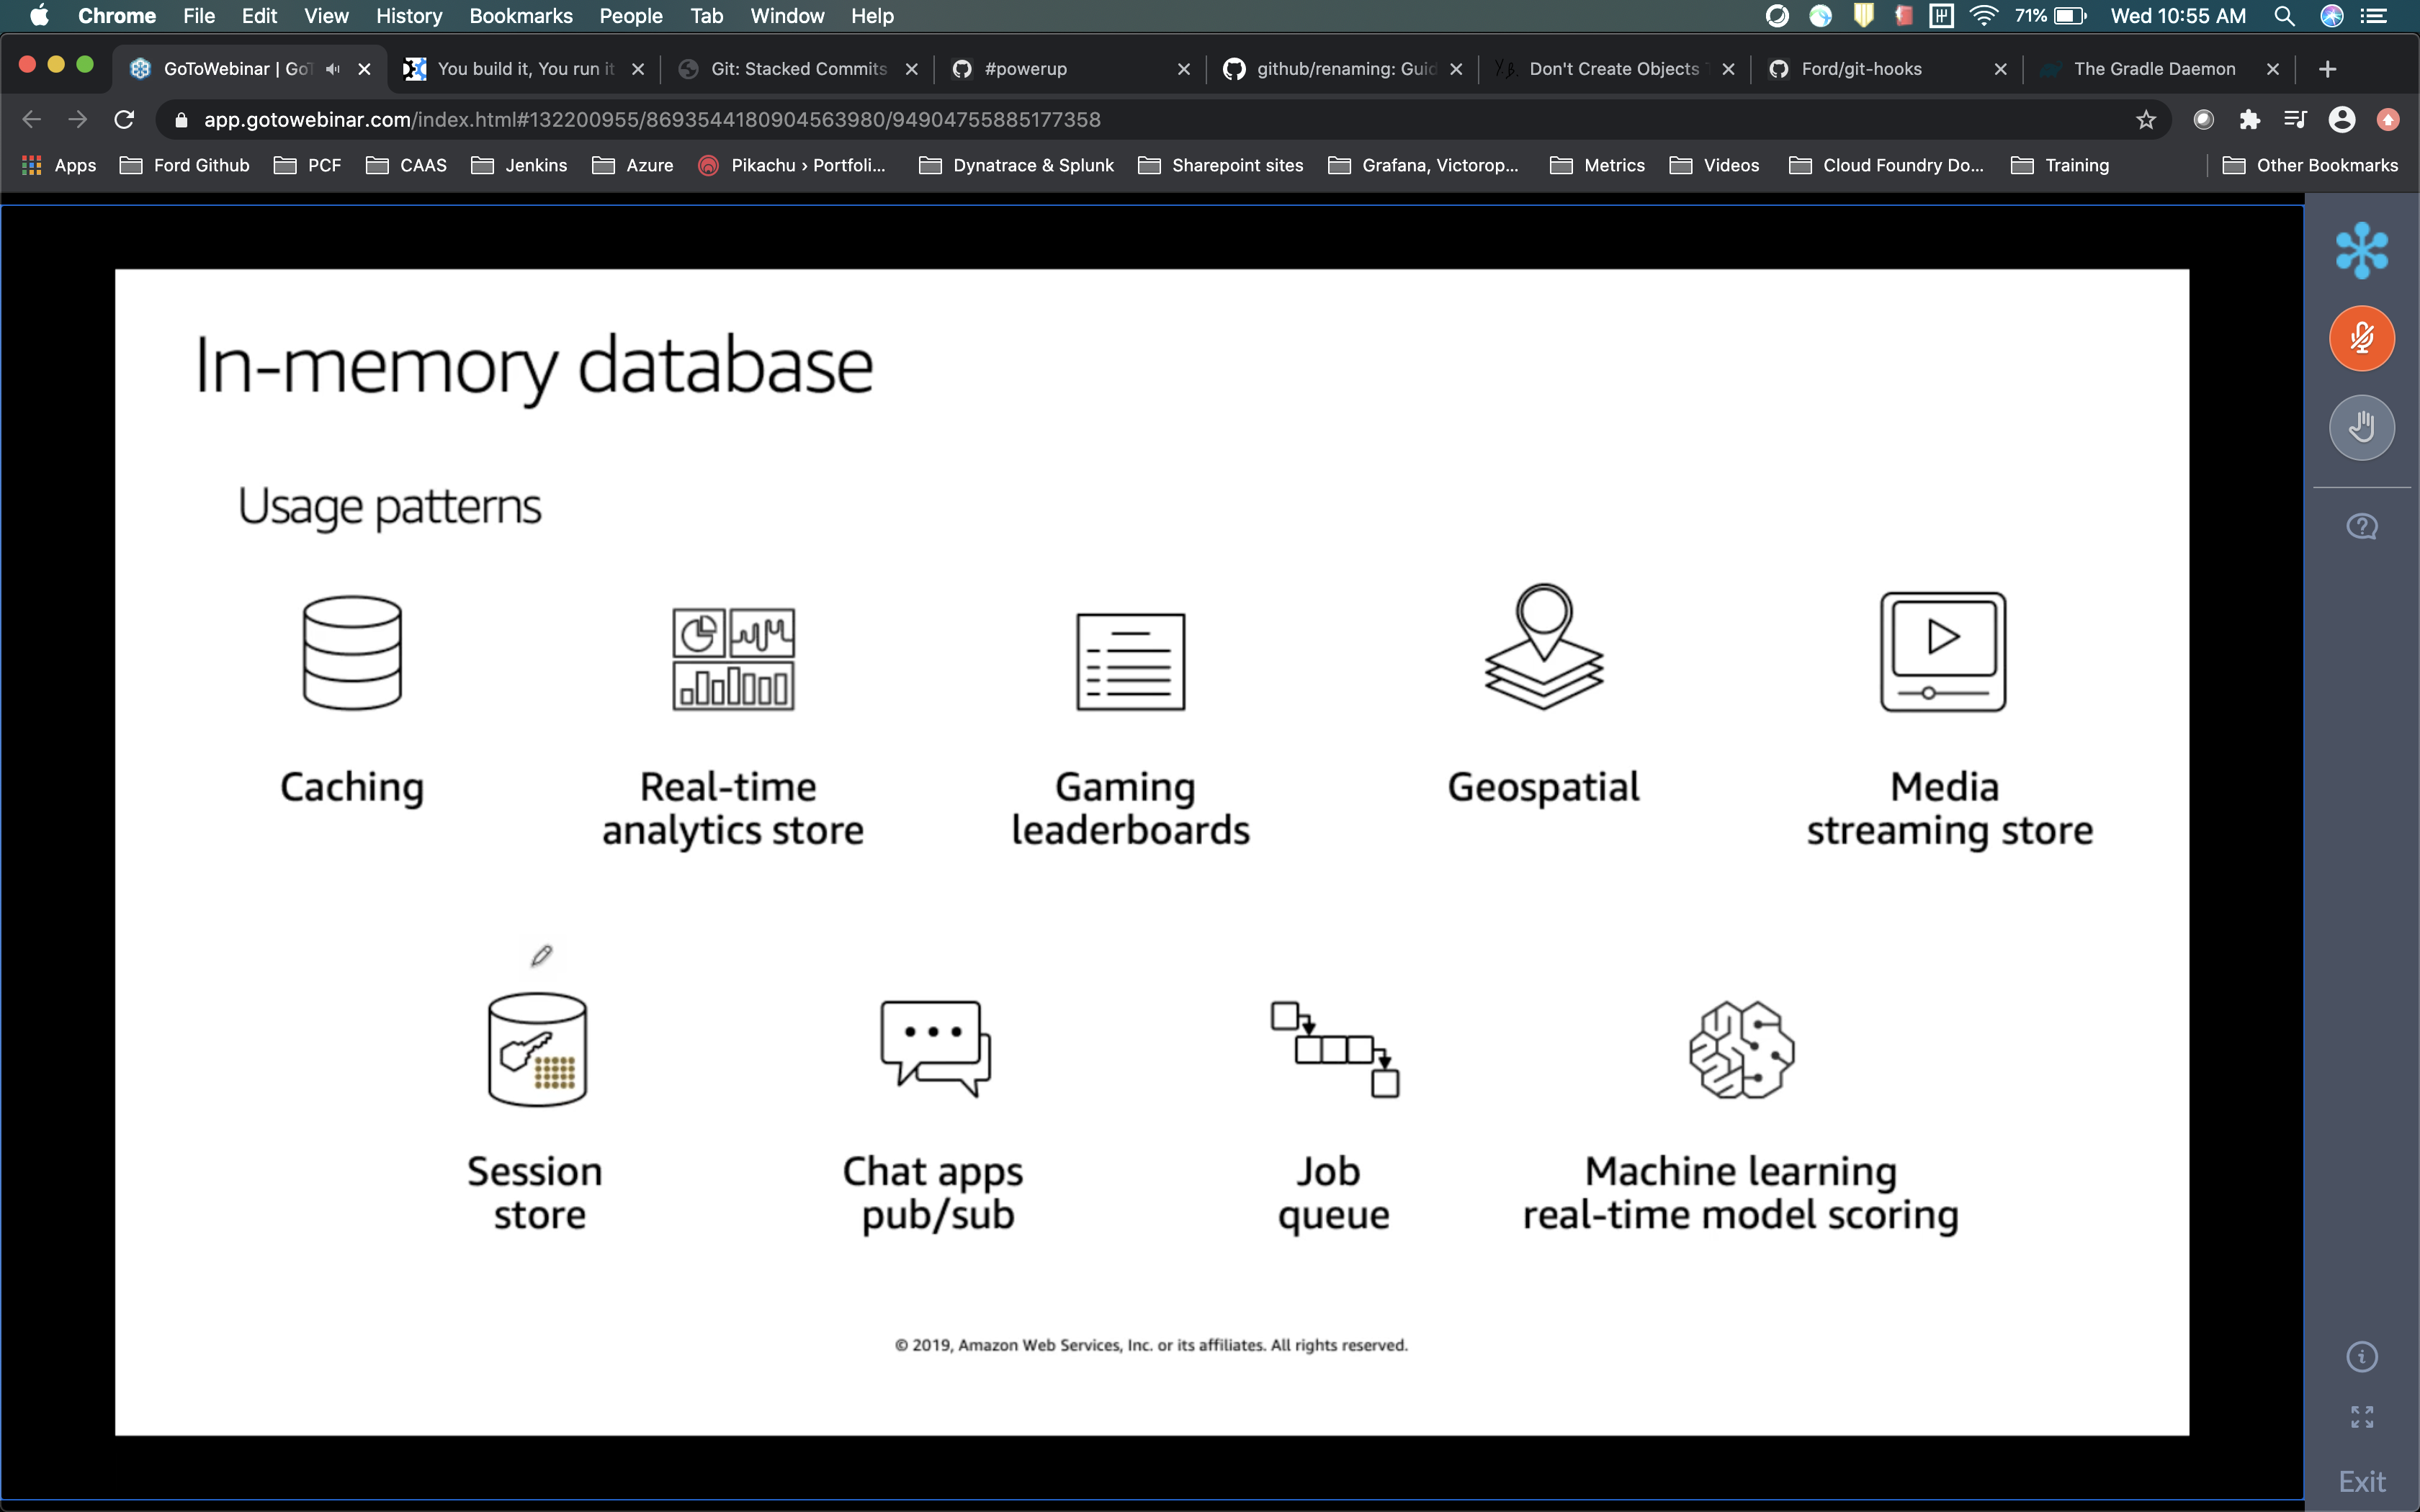 Chrome File Edit View History Bookmarks People Tab Window Help 71% Wed 10:55 AM
GoToWebinar | GoT You build it, You run it Git: Stacked Commits #powerup github/renaming: Guid Don't Create Objects Ford/git-hooks The Gradle Daemon
app.gotowebinar.com/index.html#132200955/8693544180904563980/94904755885177358
Apps Ford Github PCF CAAS Jenkins Azure Pikachu › Portfoli... Dynatrace & Splunk Sharepoint sites Grafana, Victorop... Metrics Videos Cloud Foundry Do... Training Other Bookmarks
In-memory database
Usage patterns
Caching
Real-time
analytics store
Gaming
leaderboards
Geospatial
Media
streaming store
Session
store
Chat apps
pub/sub
Job
queue
Machine learning
real-time model scoring
© 2019, Amazon Web Services, Inc. or its affiliates. All rights reserved.
Exit